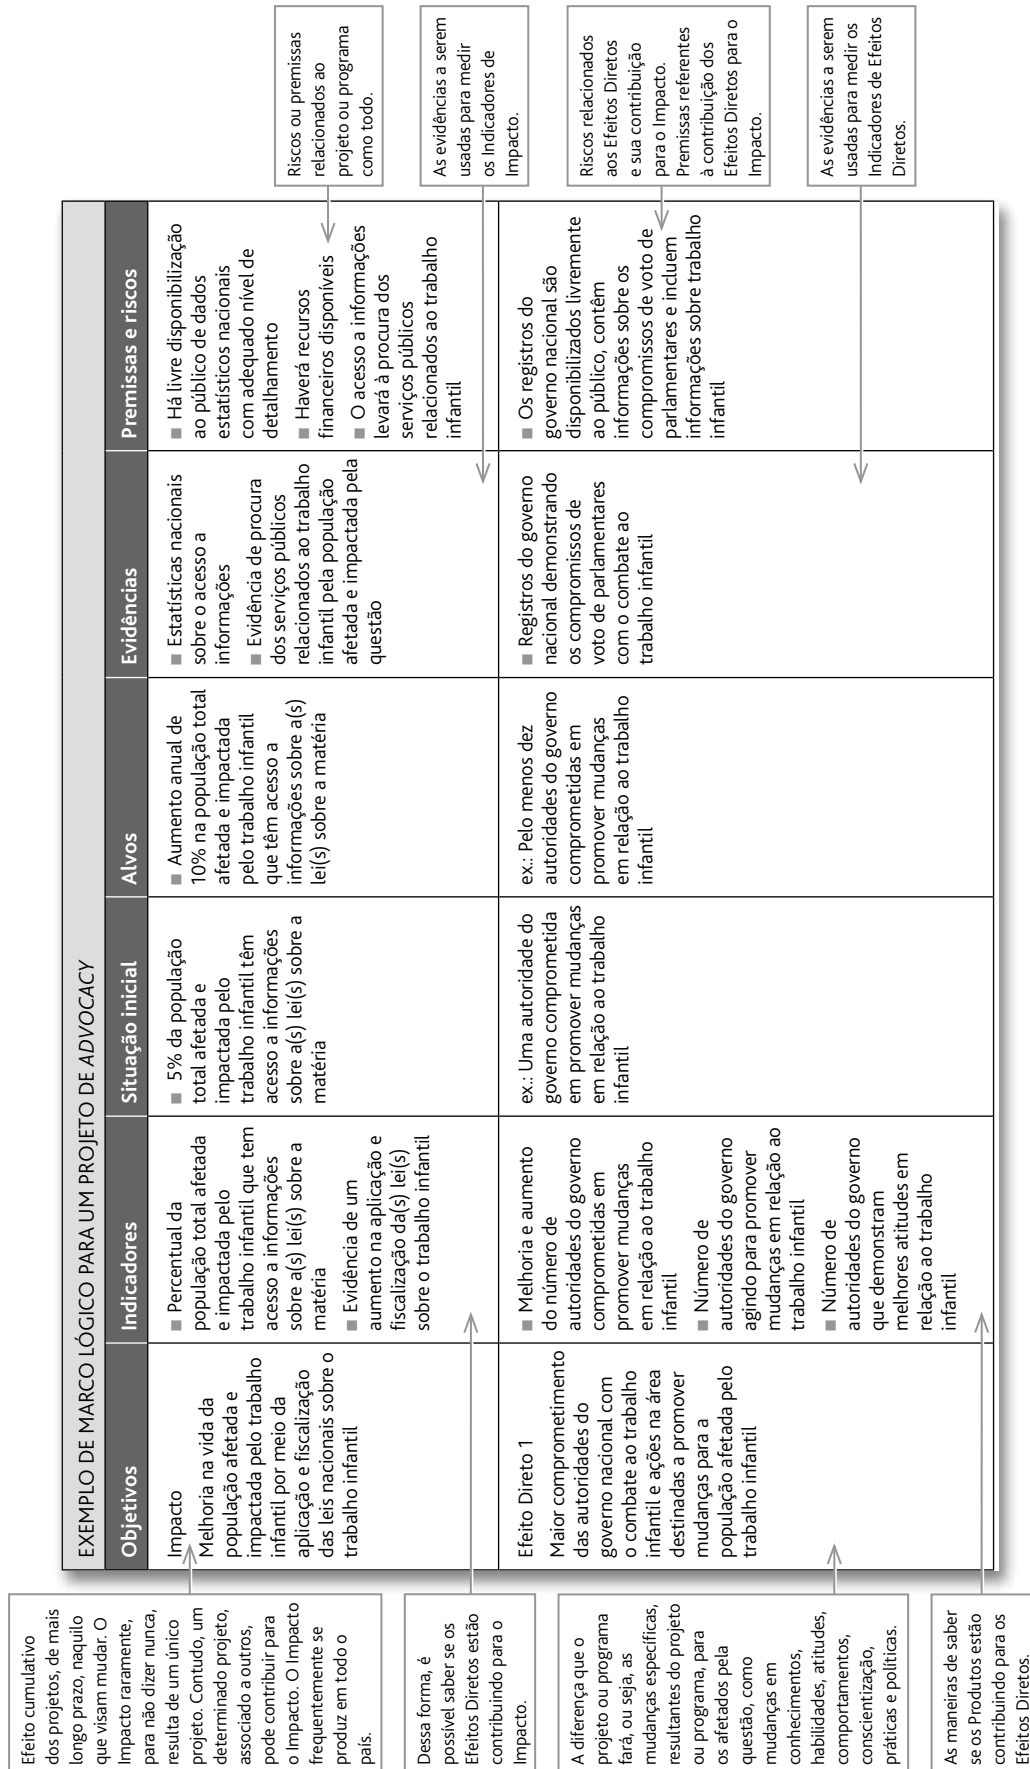 EXEMPLO DE MARCO LÓGICO PARA UM PROJETO DE ADVOCACY
Objetivos
Indicadores
Situação inicial
Alvos
Evidências
Premissas e riscos
Impacto
Melhoria na vida da
população afetada e
impactada pelo trabalho
infantil por meio da
aplicação e fiscalização
das leis nacionais sobre o
trabalho infantil
■ Percentual da
população total afetada
e impactada pelo
trabalho infantil que tem
acesso a informações
sobre a(s) lei(s) sobre a
matéria
■ Evidência de um
aumento na aplicação e
fiscalização da(s) lei(s)
sobre o trabalho infantil
■ 5% da população
total afetada e
impactada pelo
trabalho infantil têm
acesso a informações
sobre a(s) lei(s) sobre a
matéria
■ Aumento anual de
10% na população total
afetada e impactada
pelo trabalho infantil
que têm acesso a
informações sobre a(s)
lei(s) sobre a matéria
■ Estatísticas nacionais
sobre o acesso a
informações
■ Evidência de procura
dos serviços públicos
relacionados ao trabalho
infantil pela população
afetada e impactada pela
questão
■ Há livre disponibilização
ao público de dados
estatísticos nacionais
com adequado nível de
detalhamento
■ Haverá recursos
financeiros disponíveis
■ O acesso a informações
levará à procura dos
serviços públicos
relacionados ao trabalho
infantil
Efeito Direto 1
Maior comprometimento
das autoridades do
governo nacional com
o combate ao trabalho
infantil e ações na área
destinadas a promover
mudanças para a
população afetada pelo
trabalho infantil
■ Melhoria e aumento
do número de
autoridades do governo
comprometidas em
promover mudanças
em relação ao trabalho
infantil
■ Número de
autoridades do governo
agindo para promover
mudanças em relação ao
trabalho infantil
■ Número de
autoridades do governo
que demonstram
melhores atitudes em
relação ao trabalho
infantil
ex.: Uma autoridade do
governo comprometida
em promover mudanças
em relação ao trabalho
infantil
ex.: Pelo menos dez
autoridades do governo
comprometidas em
promover mudanças
em relação ao trabalho
infantil
■ Registros do governo
nacional demonstrando
os compromissos de
voto de parlamentares
com o combate ao
trabalho infantil
■ Os registros do
governo nacional são
disponibilizados livremente
ao público, contêm
informações sobre os
compromissos de voto de
parlamentares e incluem
informações sobre trabalho
infantil
Efeito cumulativo
dos projetos, de mais
longo prazo, naquilo
que visam mudar. O
Impacto raramente,
para não dizer nunca,
resulta de um único
projeto. Contudo, um
determinado projeto,
associado a outros,
pode contribuir para
o Impacto. O Impacto
frequentemente se
produz em todo o
país.
Dessa forma, é
possível saber se os
Efeitos Diretos estão
contribuindo para o
Impacto.
A diferença que o
projeto ou programa
fará, ou seja, as
mudanças específicas,
resultantes do projeto
ou programa, para
os afetados pela
questão, como
mudanças em
conhecimentos,
habilidades, atitudes,
comportamentos,
conscientização,
práticas e políticas.
As maneiras de saber
se os Produtos estão
contribuindo para os
Efeitos Diretos.
Riscos ou premissas
relacionados ao
projeto ou programa
como todo.
As evidências a serem
usadas para medir
os Indicadores de
Impacto.
Riscos relacionados
aos Efeitos Diretos
e sua contribuição
para o Impacto.
Premissas referentes
à contribuição dos
Efeitos Diretos para o
Impacto.
As evidências a serem
usadas para medir os
Indicadores de Efeitos
Diretos.